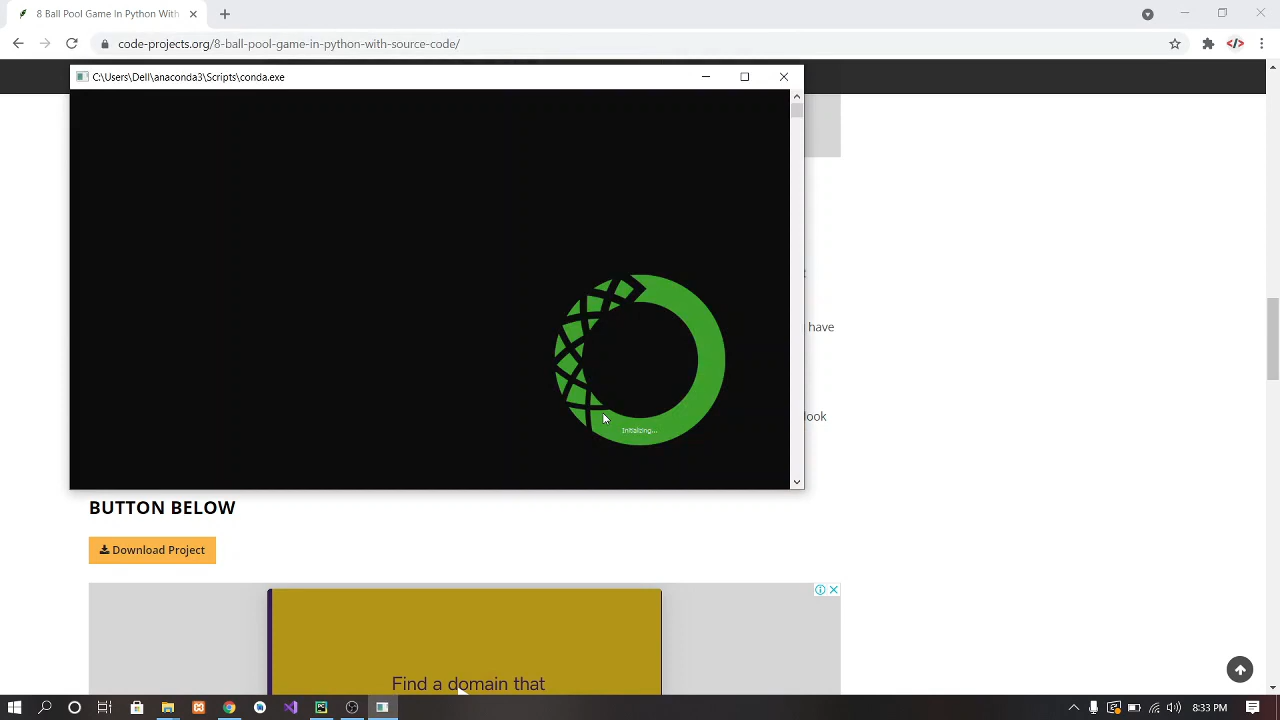 8 Ball Pool Game In Python With
code-projects.org/8-ball-pool-game-in-python-with-source-code/
C:\Users\Dell\anaconda3\Scripts\conda.exe
have
look
Initializing...
BUTTON BELOW
Download Project
Find a domain that
8:33 PM